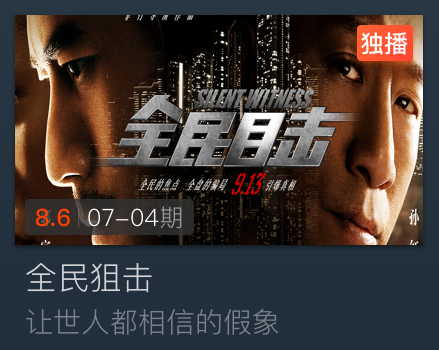 独播
SILENT WITNESS
全民目击
全民的焦点 全盘的骗局 9.13 引爆真相
8.6 07-04期
孙
全民狙击
让世人都相信的假象